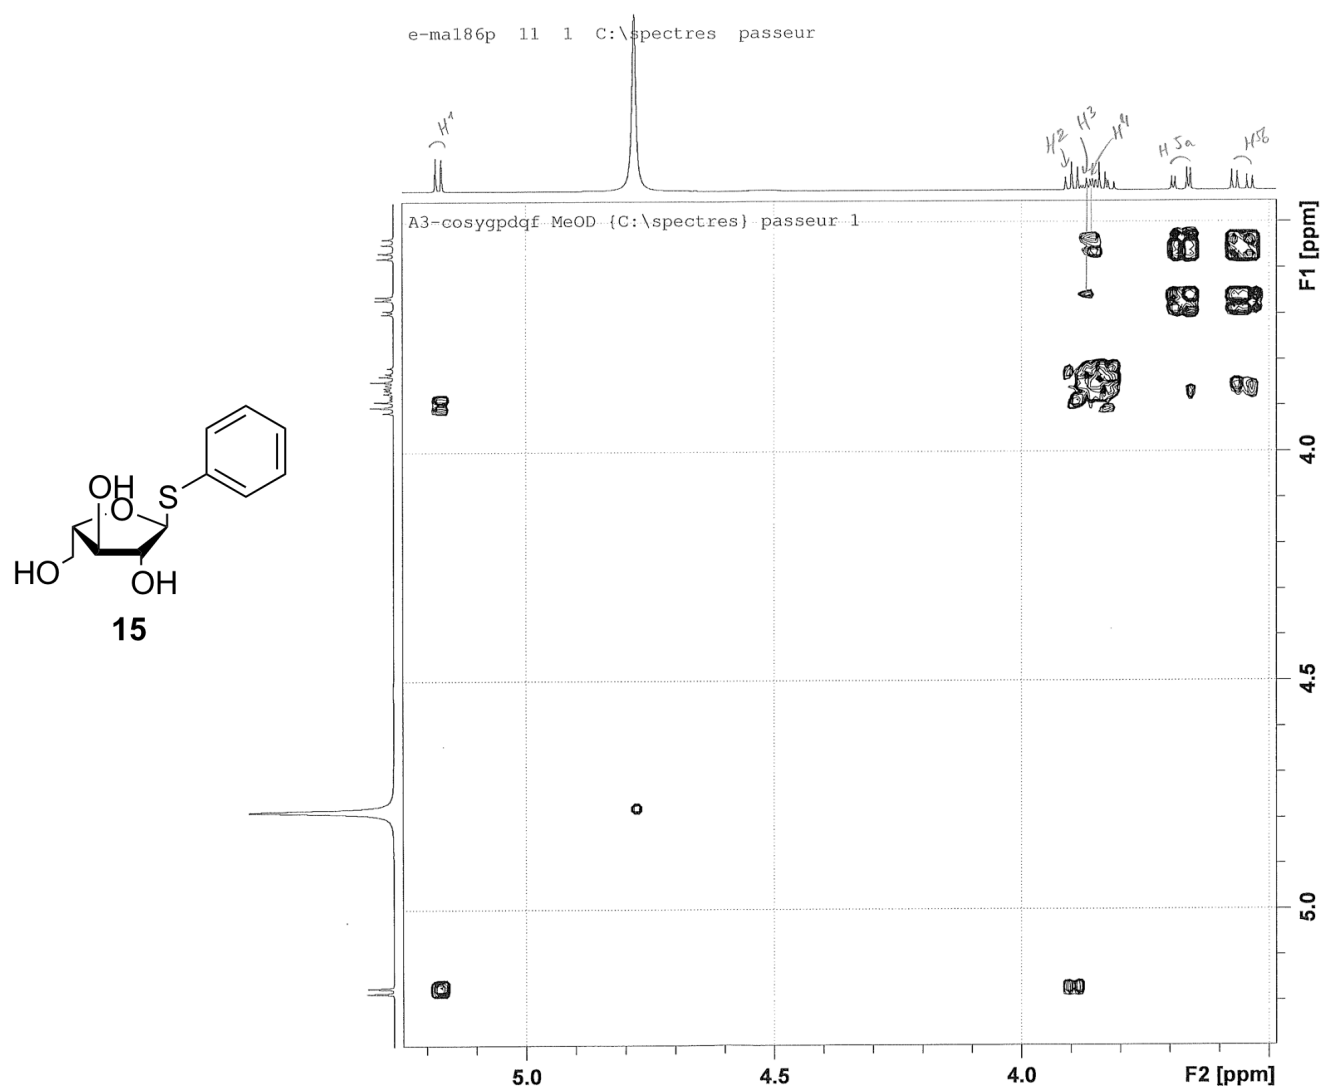 e-ma186p 11 1 C:\spectres passeur
H1
H2
H3
H4
H 5a
H5b
A3-cosygpdqf MeOD {C:\spectres} passeur 1
F1 [ppm]
4.0
4.5
5.0
5.0
4.5
4.0
F2 [ppm]
OH
O
S
HO
OH
15